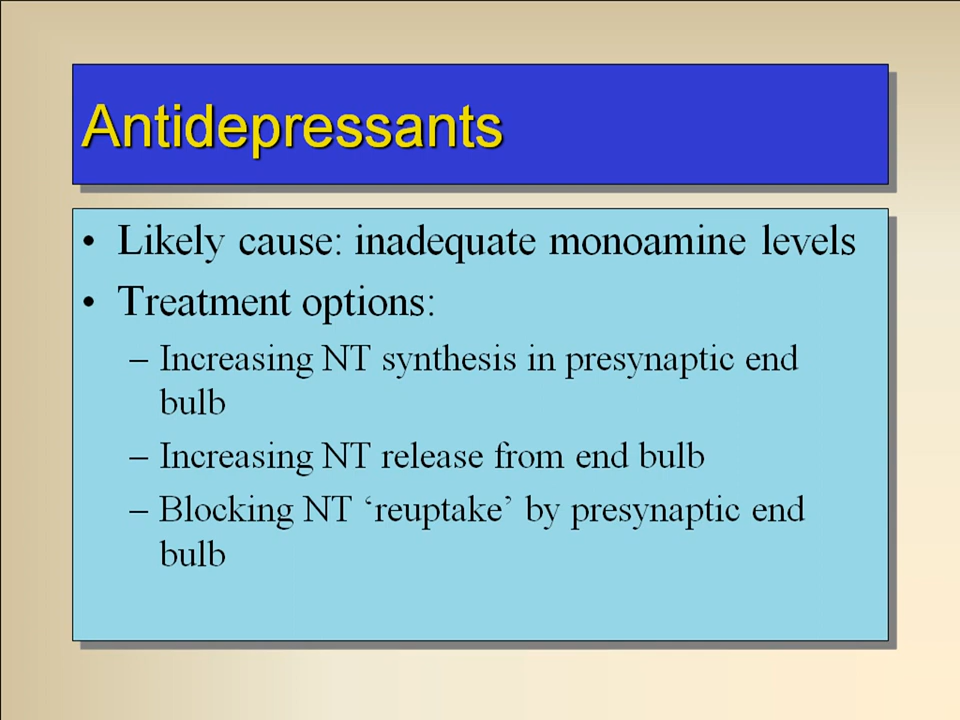 Antidepressants
• Likely cause: inadequate monoamine levels
• Treatment options:
– Increasing NT synthesis in presynaptic end
bulb
– Increasing NT release from end bulb
– Blocking NT ‘reuptake’ by presynaptic end
bulb